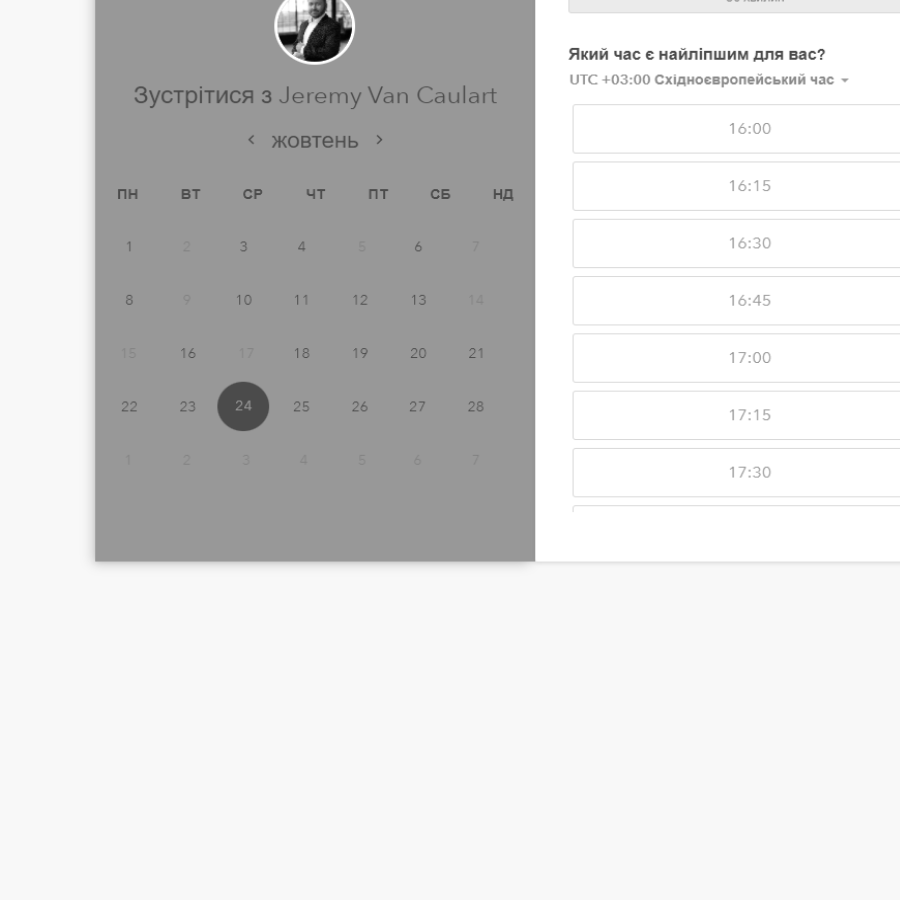 Зустрітися з Jeremy Van Caulart
жовтень
ПН ВТ СР ЧТ ПТ СБ НД
1 2 3 4 5 6 7
8 9 10 11 12 13 14
15 16 17 18 19 20 21
22 23 24 25 26 27 28
1 2 3 4 5 6 7
Який час є найліпшим для вас?
UTC +03:00 Східноєвропейський час
16:00
16:15
16:30
16:45
17:00
17:15
17:30